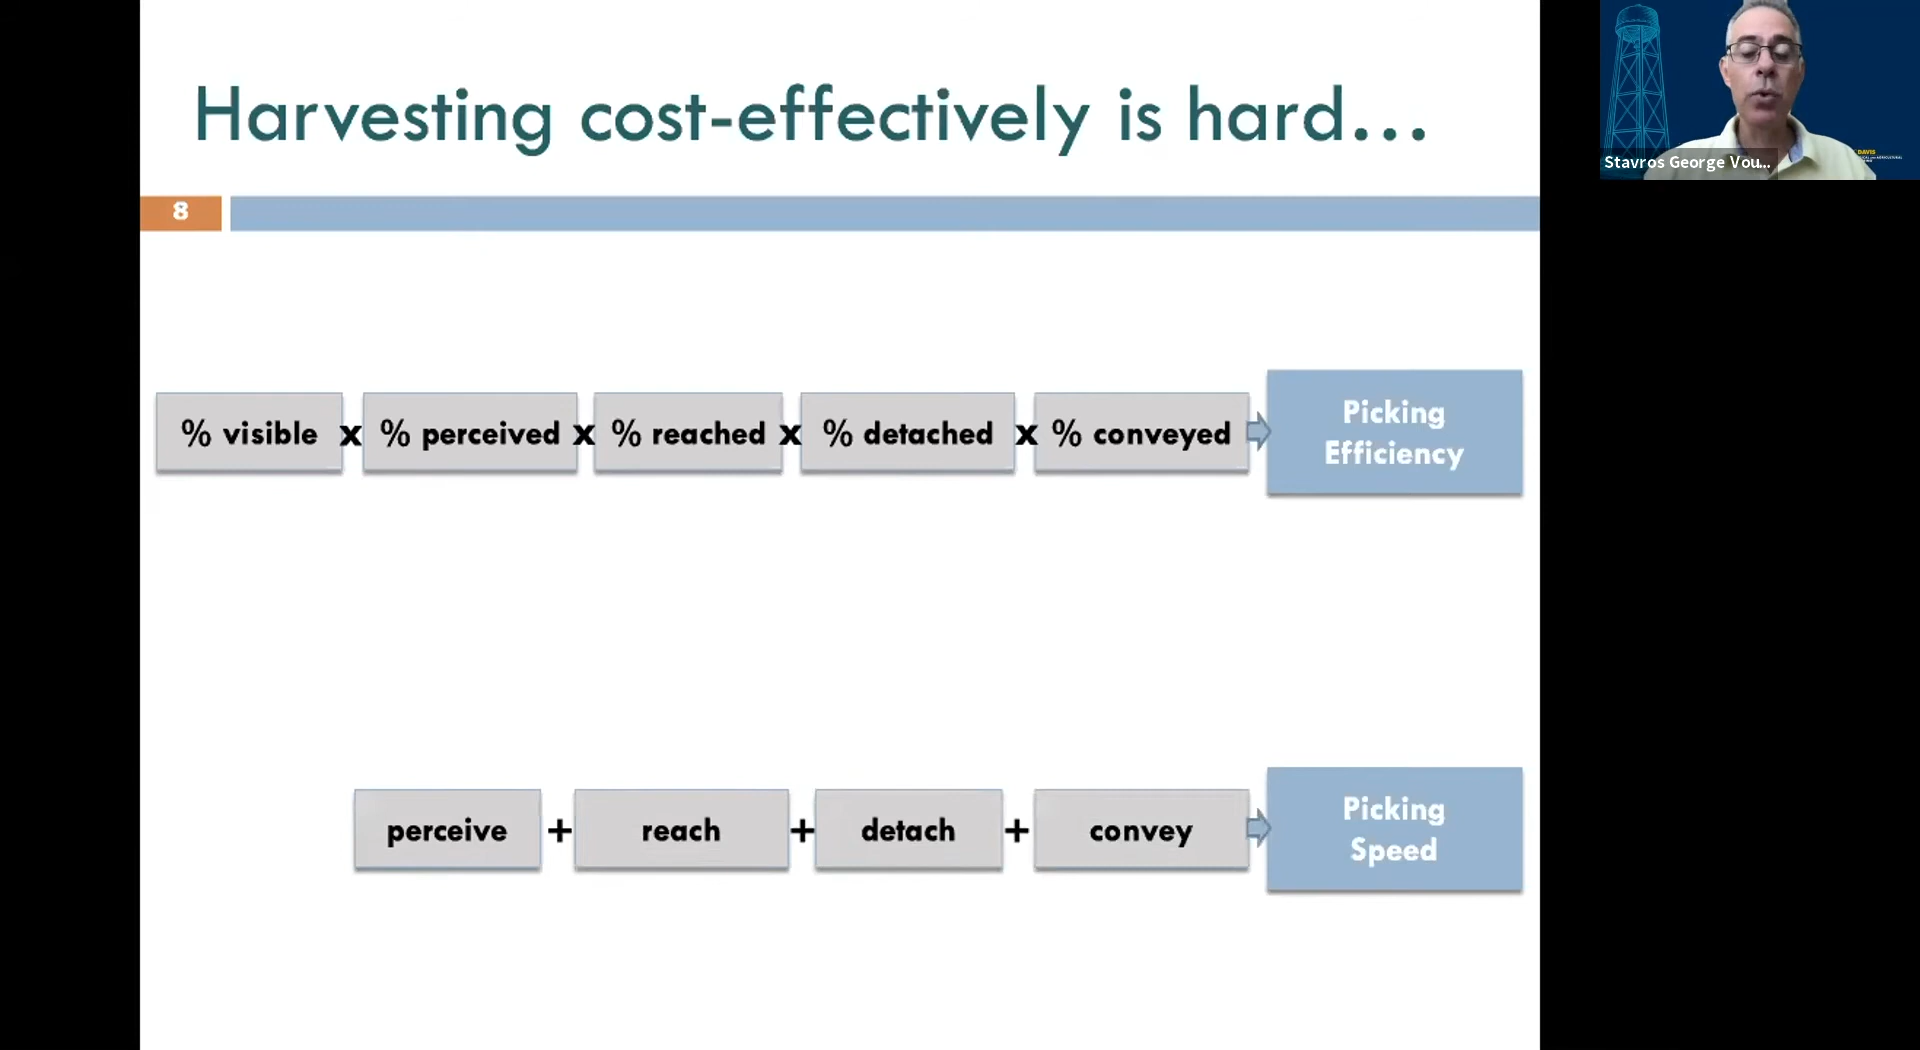 Harvesting cost-effectively is hard...
8
% visible x % perceived x % reached x % detached x % conveyed
Picking
Efficiency
perceive + reach + detach + convey
Picking
Speed
Stavros George Vou...
DAVIS